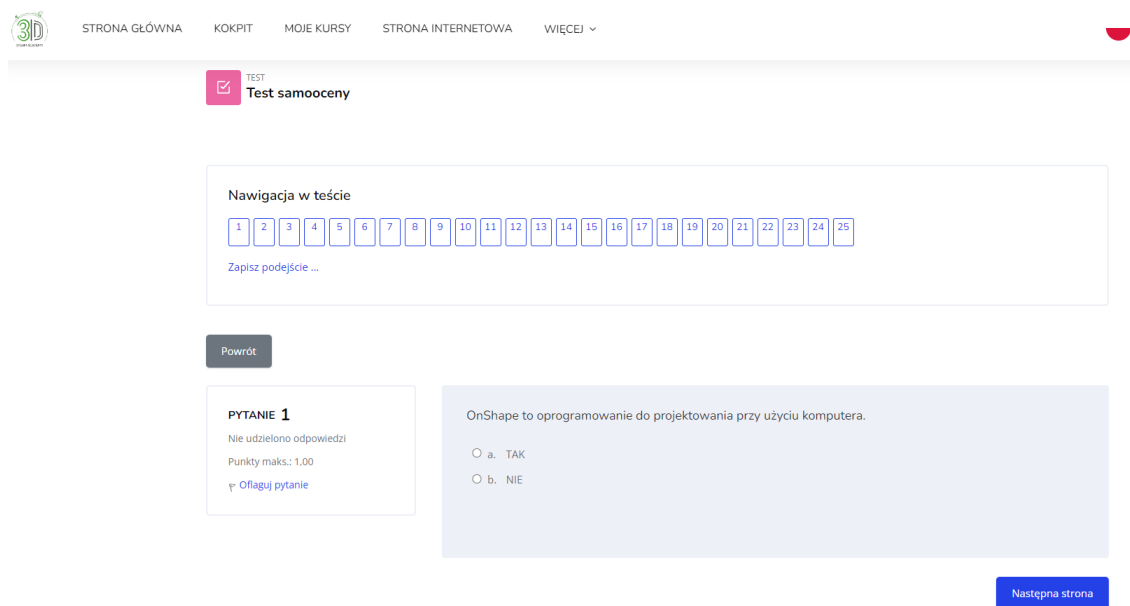 3D
STRONA GŁÓWNA KOKPIT MOJE KURSY STRONA INTERNETOWA WIĘCEJ
TEST
Test samooceny
Nawigacja w teście
1 2 3 4 5 6 7 8 9 10 11 12 13 14 15 16 17 18 19 20 21 22 23 24 25
Zapisz podejście ...
Powrót
PYTANIE 1
Nie udzielono odpowiedzi
Punkty maks.: 1,00
Oflaguj pytanie
OnShape to oprogramowanie do projektowania przy użyciu komputera.
a. TAK
b. NIE
Następna strona